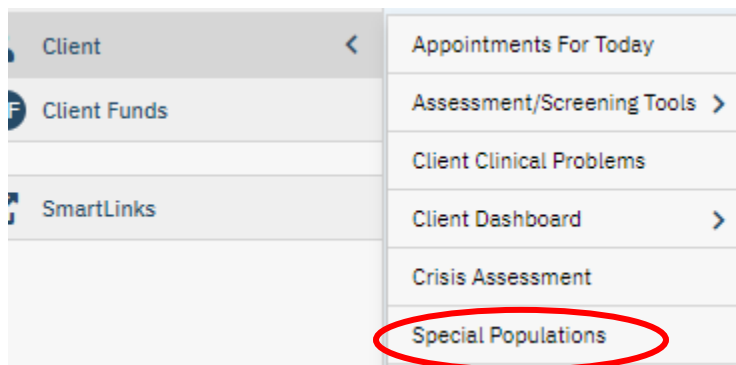 Client
Client Funds
SmartLinks
Appointments For Today
Assessment/Screening Tools
Client Clinical Problems
Client Dashboard
Crisis Assessment
Special Populations